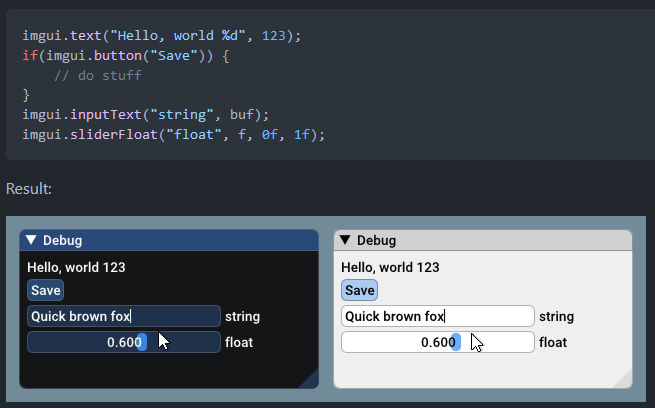 imgui.text("Hello, world %d", 123);
if(imgui.button("Save")) {
    // do stuff
}
imgui.inputText("string", buf);
imgui.sliderFloat("float", f, 0f, 1f);
Result:
Debug
Hello, world 123
Save
Quick brown fox string
0.600 float
Debug
Hello, world 123
Save
Quick brown fox string
0.600 float